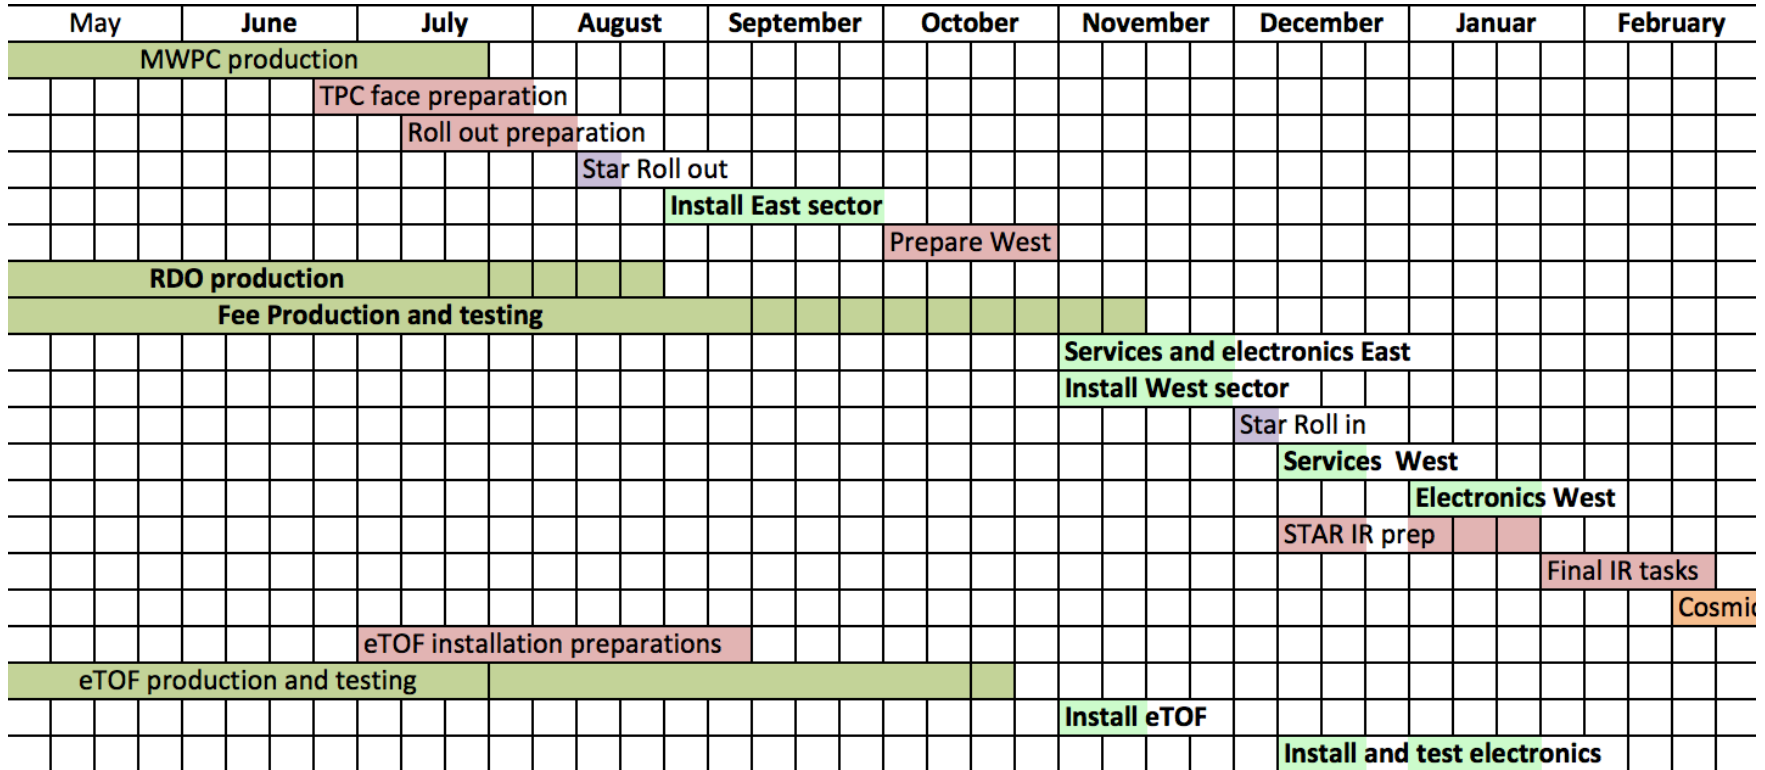 May June July August September October November December Januar February
MWPC production
TPC face preparation
Roll out preparation
Star Roll out
Install East sector
Prepare West
RDO production
Fee Production and testing
Services and electronics East
Install West sector
Star Roll in
Services  West
Electronics West
STAR IR prep
Final IR tasks
Cosmic
eTOF installation preparations
eTOF production and testing
Install eTOF
Install and test electronics